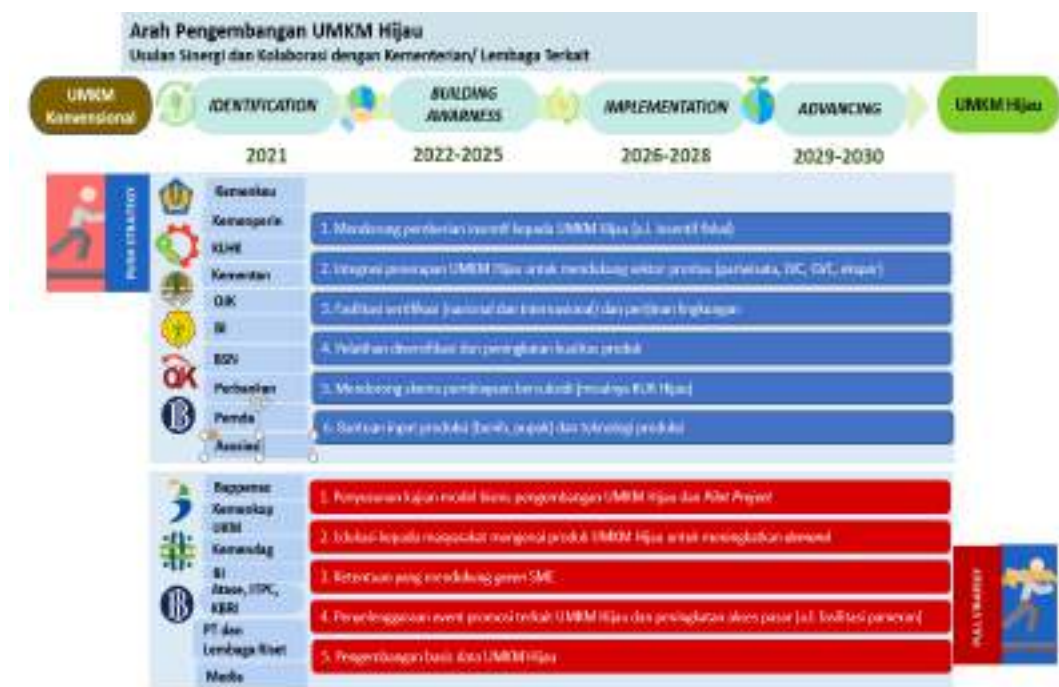 Arah Pengembangan UMKM Hijau
Usulan Sinergi dan Kolaborasi dengan Kementerian/ Lembaga Terkait
UMKM
Konvensional
IDENTIFICATION
BUILDING
AWARNESS
IMPLEMENTATION
ADVANCING
UMKM Hijau
2021
2022-2025
2026-2028
2029-2030
PUSH STRATEGY
Kemenkeu
Kemenperin
KLHK
Kementan
OJK
BI
BSN
Perbankan
Pemda
Asosiasi
1. Mendorong pemberian insentif kepada UMKM Hijau (a.l. insentif fiskal)
2. Integrasi penerapan UMKM Hijau untuk mendukung sektor prioritas (pariwisata, LVC, GVC, ekspor)
3. Fasilitasi sertifikasi (nasional dan internasional) dan perijinan lingkungan
4. Pelatihan diversifikasi dan peningkatan kualitas produk
5. Mendorong skema pembiayaan bersubsidi (misalnya KUR Hijau)
6. Bantuan input produksi (benih, pupuk) dan teknologi produksi
Bappenas
Kemenkop
UKM
Kemendag
BI
Atase, ITPC,
KBRI
PT dan
Lembaga Riset
Media
1. Penyusunan kajian model bisnis pengembangan UMKM Hijau dan Pilot Project
2. Edukasi kepada masyarakat mengenai produk UMKM Hijau untuk meningkatkan demand
3. Ketentuan yang mendukung green SME
4. Penyelenggaraan event promosi terkait UMKM Hijau dan peningkatan akses pasar (a.l. fasilitasi pameran)
5. Pengembangan basis data UMKM Hijau
PULL STRATEGY